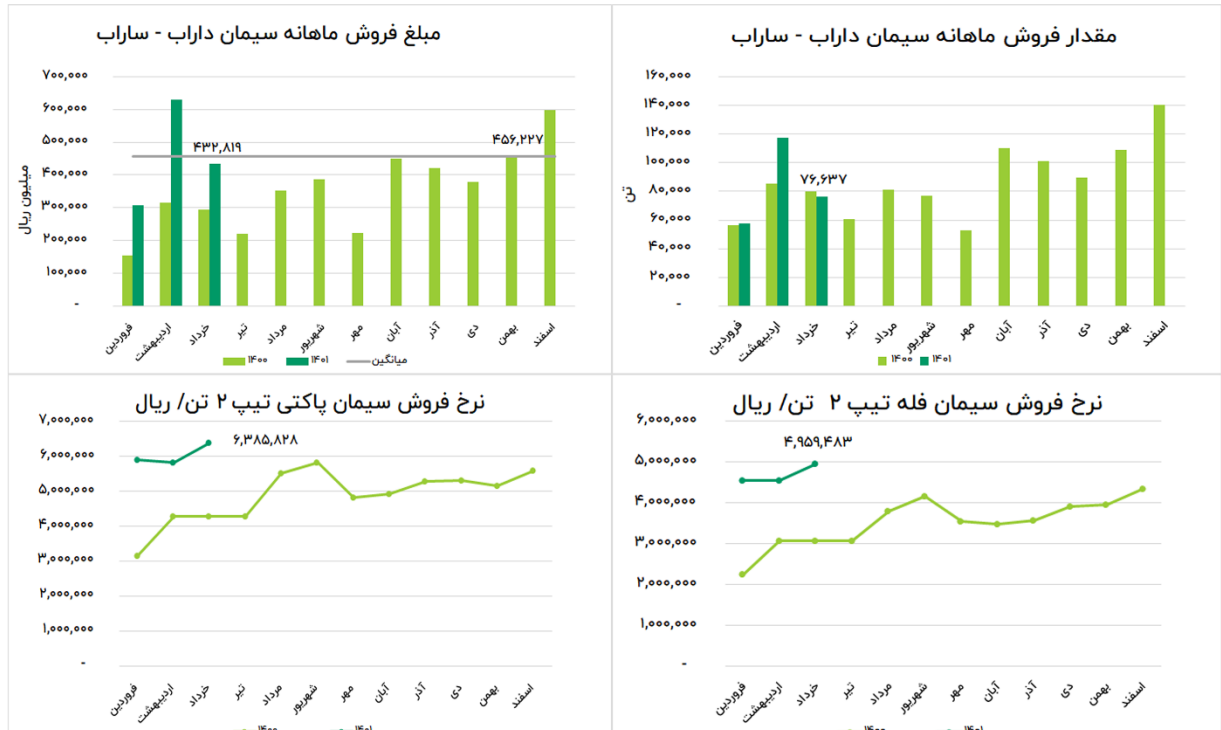 مبلغ فروش ماهانه سیمان داراب - ساراب
میلیون ریال
۷۰۰,۰۰۰
۶۰۰,۰۰۰
۵۰۰,۰۰۰
۴۰۰,۰۰۰
۳۰۰,۰۰۰
۲۰۰,۰۰۰
۱۰۰,۰۰۰
-
۴۳۲,۸۱۹
۴۵۶,۲۲۷
فروردین
اردیبهشت
خرداد
تیر
مرداد
شهریور
مهر
آبان
آذر
دی
بهمن
اسفند
۱۴۰۰ ۱۴۰۱ میانگین
مقدار فروش ماهانه سیمان داراب - ساراب
تن
۱۶۰,۰۰۰
۱۴۰,۰۰۰
۱۲۰,۰۰۰
۱۰۰,۰۰۰
۸۰,۰۰۰
۶۰,۰۰۰
۴۰,۰۰۰
۲۰,۰۰۰
-
۷۶,۶۳۷
فروردین
اردیبهشت
خرداد
تیر
مرداد
شهریور
مهر
آبان
آذر
دی
بهمن
اسفند
۱۴۰۰ ۱۴۰۱
نرخ فروش سیمان پاکتی تیپ ۲ تن/ ریال
۷,۰۰۰,۰۰۰
۶,۰۰۰,۰۰۰
۵,۰۰۰,۰۰۰
۴,۰۰۰,۰۰۰
۳,۰۰۰,۰۰۰
۲,۰۰۰,۰۰۰
۱,۰۰۰,۰۰۰
-
۶,۳۸۵,۸۲۸
فروردین
اردیبهشت
خرداد
تیر
مرداد
شهریور
مهر
آبان
آذر
دی
بهمن
اسفند
۱۴۰۰ ۱۴۰۱
نرخ فروش سیمان فله تیپ ۲ تن/ ریال
۶,۰۰۰,۰۰۰
۵,۰۰۰,۰۰۰
۴,۰۰۰,۰۰۰
۳,۰۰۰,۰۰۰
۲,۰۰۰,۰۰۰
۱,۰۰۰,۰۰۰
-
۴,۹۵۹,۴۸۳
فروردین
اردیبهشت
خرداد
تیر
مرداد
شهریور
مهر
آبان
آذر
دی
بهمن
اسفند
۱۴۰۰ ۱۴۰۱